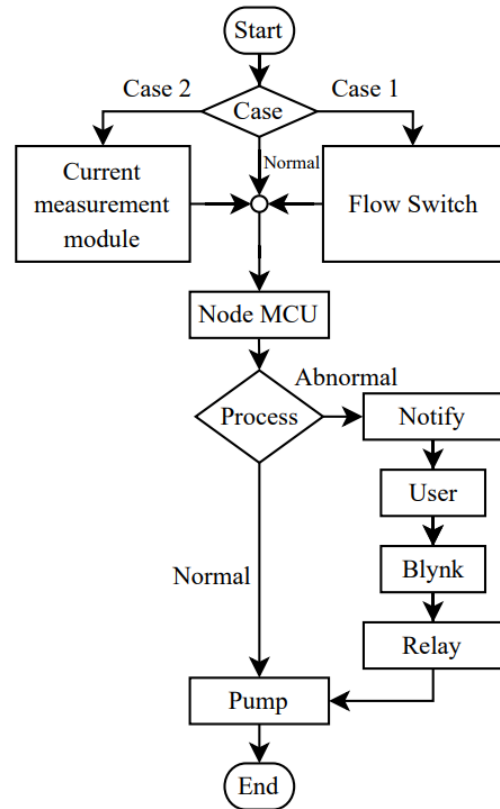 Start
Case 2
Case 1
Case
Normal
Current
measurement
module
Flow Switch
Node MCU
Abnormal
Process
Notify
User
Normal
Blynk
Relay
Pump
End